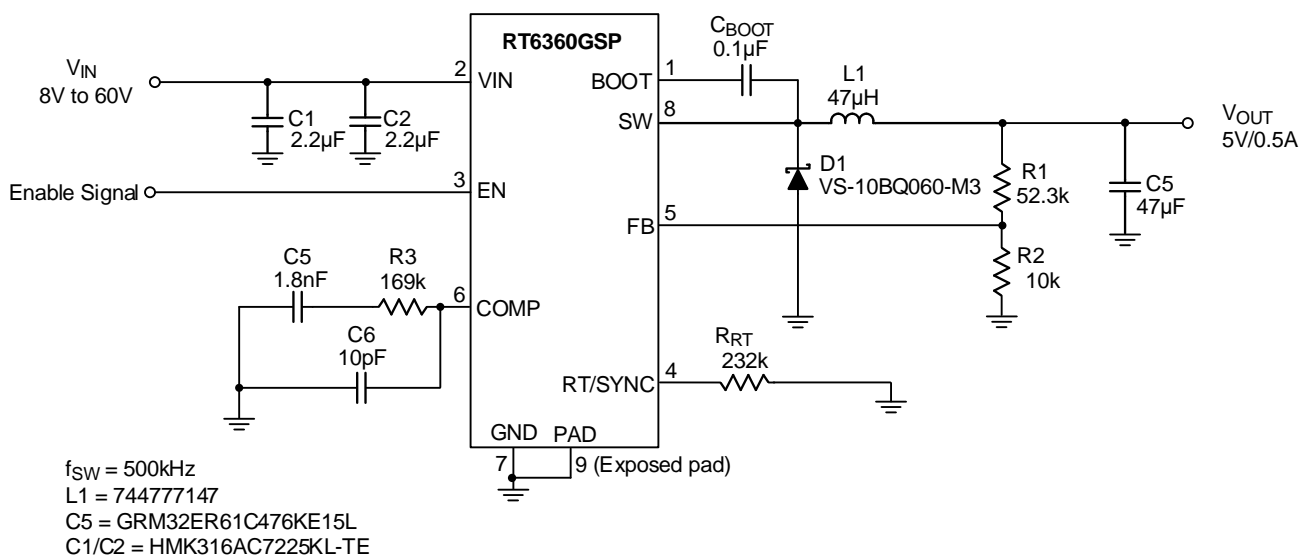 RT6360GSP
VIN
8V to 60V
2
VIN
C1
2.2µF
C2
2.2µF
Enable Signal
3
EN
C5
1.8nF
R3
169k
6
COMP
C6
10pF
GND
PAD
7
9 (Exposed pad)
BOOT
1
CBOOT
0.1µF
SW
8
L1
47µH
VOUT
5V/0.5A
D1
VS-10BQ060-M3
R1
52.3k
C5
47µF
FB
5
R2
10k
RT/SYNC
4
RRT
232k
fSW = 500kHz
L1 = 744777147
C5 = GRM32ER61C476KE15L
C1/C2 = HMK316AC7225KL-TE